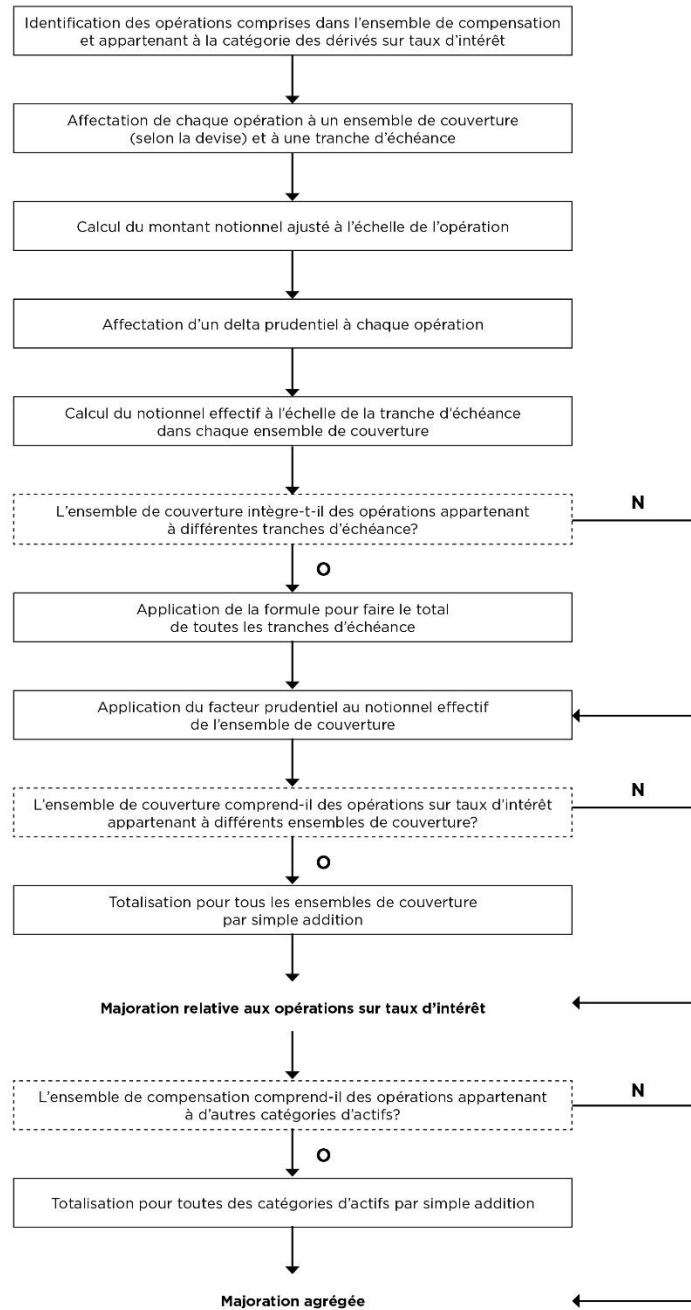 Identification des opérations comprises dans l'ensemble de compensation
et appartenant à la catégorie des dérivés sur taux d'intérêt
Affectation de chaque opération à un ensemble de couverture
(selon la devise) et à une tranche d'échéance
Calcul du montant notionnel ajusté à l'échelle de l'opération
Affectation d'un delta prudentiel à chaque opération
Calcul du notionnel effectif à l'échelle de la tranche d'échéance
dans chaque ensemble de couverture
L'ensemble de couverture intègre-t-il des opérations appartenant
à différentes tranches d'échéance?
N
O
Application de la formule pour faire le total
de toutes les tranches d'échéance
Application du facteur prudentiel au notionnel effectif
de l'ensemble de couverture
L'ensemble de couverture comprend-il des opérations sur taux d'intérêt
appartenant à différents ensembles de couverture?
N
O
Totalisation pour tous les ensembles de couverture
par simple addition
Majoration relative aux opérations sur taux d'intérêt
L'ensemble de compensation comprend-il des opérations appartenant
à d'autres catégories d'actifs?
N
O
Totalisation pour toutes des catégories d'actifs par simple addition
Majoration agrégée